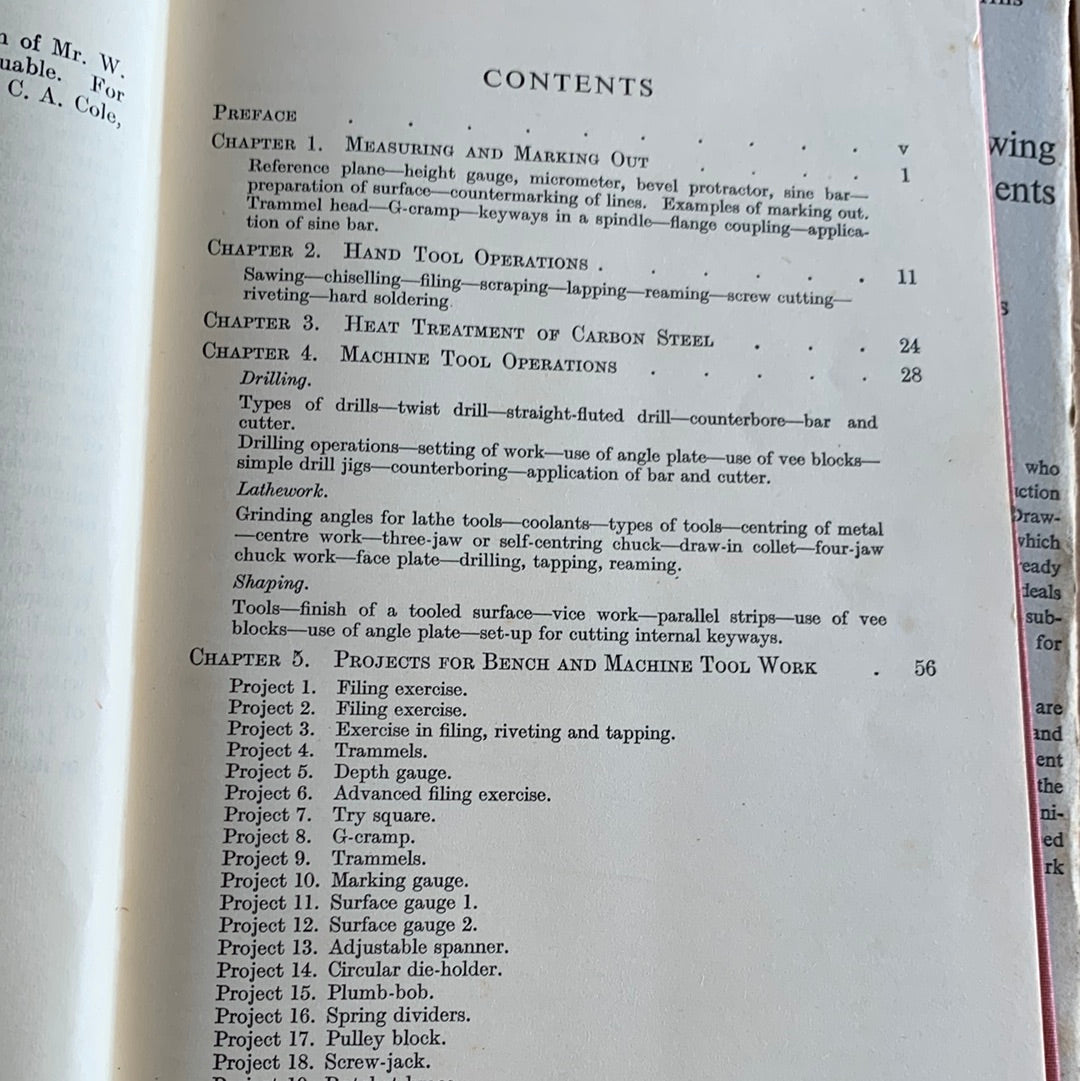 n of Mr. W.
uable. For
C. A. Cole,
CONTENTS
PREFACE . . . . . . . . . . v
CHAPTER 1. MEASURING AND MARKING OUT . . . . 1
Reference plane—height gauge, micrometer, bevel protractor, sine bar—
preparation of surface—countermarking of lines. Examples of marking out.
Trammel head—G-cramp—keyways in a spindle—flange coupling—applica-
tion of sine bar.
CHAPTER 2. HAND TOOL OPERATIONS . . . . . . 11
Sawing—chiselling—filing—scraping—lapping—reaming—screw cutting—
riveting—hard soldering.
CHAPTER 3. HEAT TREATMENT OF CARBON STEEL . . . 24
CHAPTER 4. MACHINE TOOL OPERATIONS . . . . . 28
Drilling.
Types of drills—twist drill—straight-fluted drill—counterbore—bar and
cutter.
Drilling operations—setting of work—use of angle plate—use of vee blocks—
simple drill jigs—counterboring—application of bar and cutter.
Lathework.
Grinding angles for lathe tools—coolants—types of tools—centring of metal
—centre work—three-jaw or self-centring chuck—draw-in collet—four-jaw
chuck work—face plate—drilling, tapping, reaming.
Shaping.
Tools—finish of a tooled surface—vice work—parallel strips—use of vee
blocks—use of angle plate—set-up for cutting internal keyways.
CHAPTER 5. PROJECTS FOR BENCH AND MACHINE TOOL WORK . 56
Project 1. Filing exercise.
Project 2. Filing exercise.
Project 3. Exercise in filing, riveting and tapping.
Project 4. Trammels.
Project 5. Depth gauge.
Project 6. Advanced filing exercise.
Project 7. Try square.
Project 8. G-cramp.
Project 9. Trammels.
Project 10. Marking gauge.
Project 11. Surface gauge 1.
Project 12. Surface gauge 2.
Project 13. Adjustable spanner.
Project 14. Circular die-holder.
Project 15. Plumb-bob.
Project 16. Spring dividers.
Project 17. Pulley block.
Project 18. Screw-jack.
wing
ents
s
who
ction
Draw-
which
eady
deals
sub-
for
are
and
ent
the
ni-
ed
rk